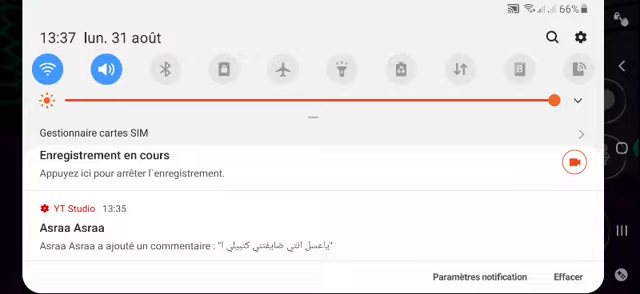 13:37 lun. 31 août
66%
Gestionnaire cartes SIM
Enregistrement en cours
Appuyez ici pour arrêter l`enregistrement.
YT Studio 13:35
Asraa Asraa
Asraa Asraa a ajouté un commentaire : "ياعسل انتي ضايفتني كتبيلي ا"
Paramètres notification Effacer